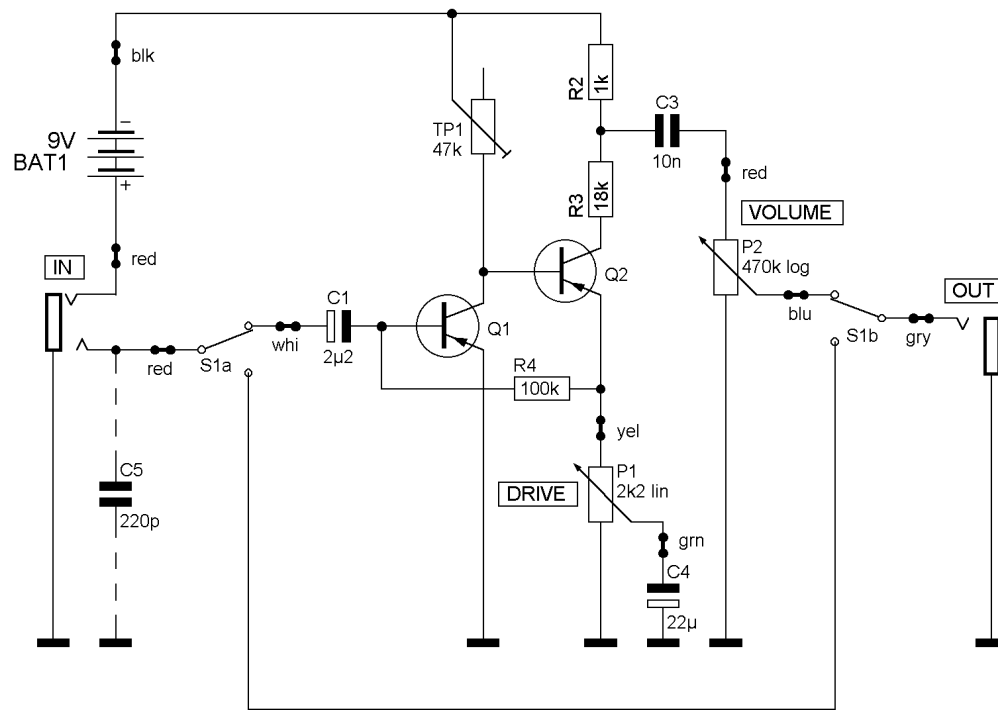 blk
−
9V
BAT1
+
red
IN
red
S1a
whi
C1
2µ2
C5
220p
TP1
47k
R2
1k
R3
18k
C3
10n
red
VOLUME
P2
470k log
Q2
Q1
R4
100k
yel
DRIVE
P1
2k2 lin
grn
C4
22µ
blu
S1b
gry
OUT